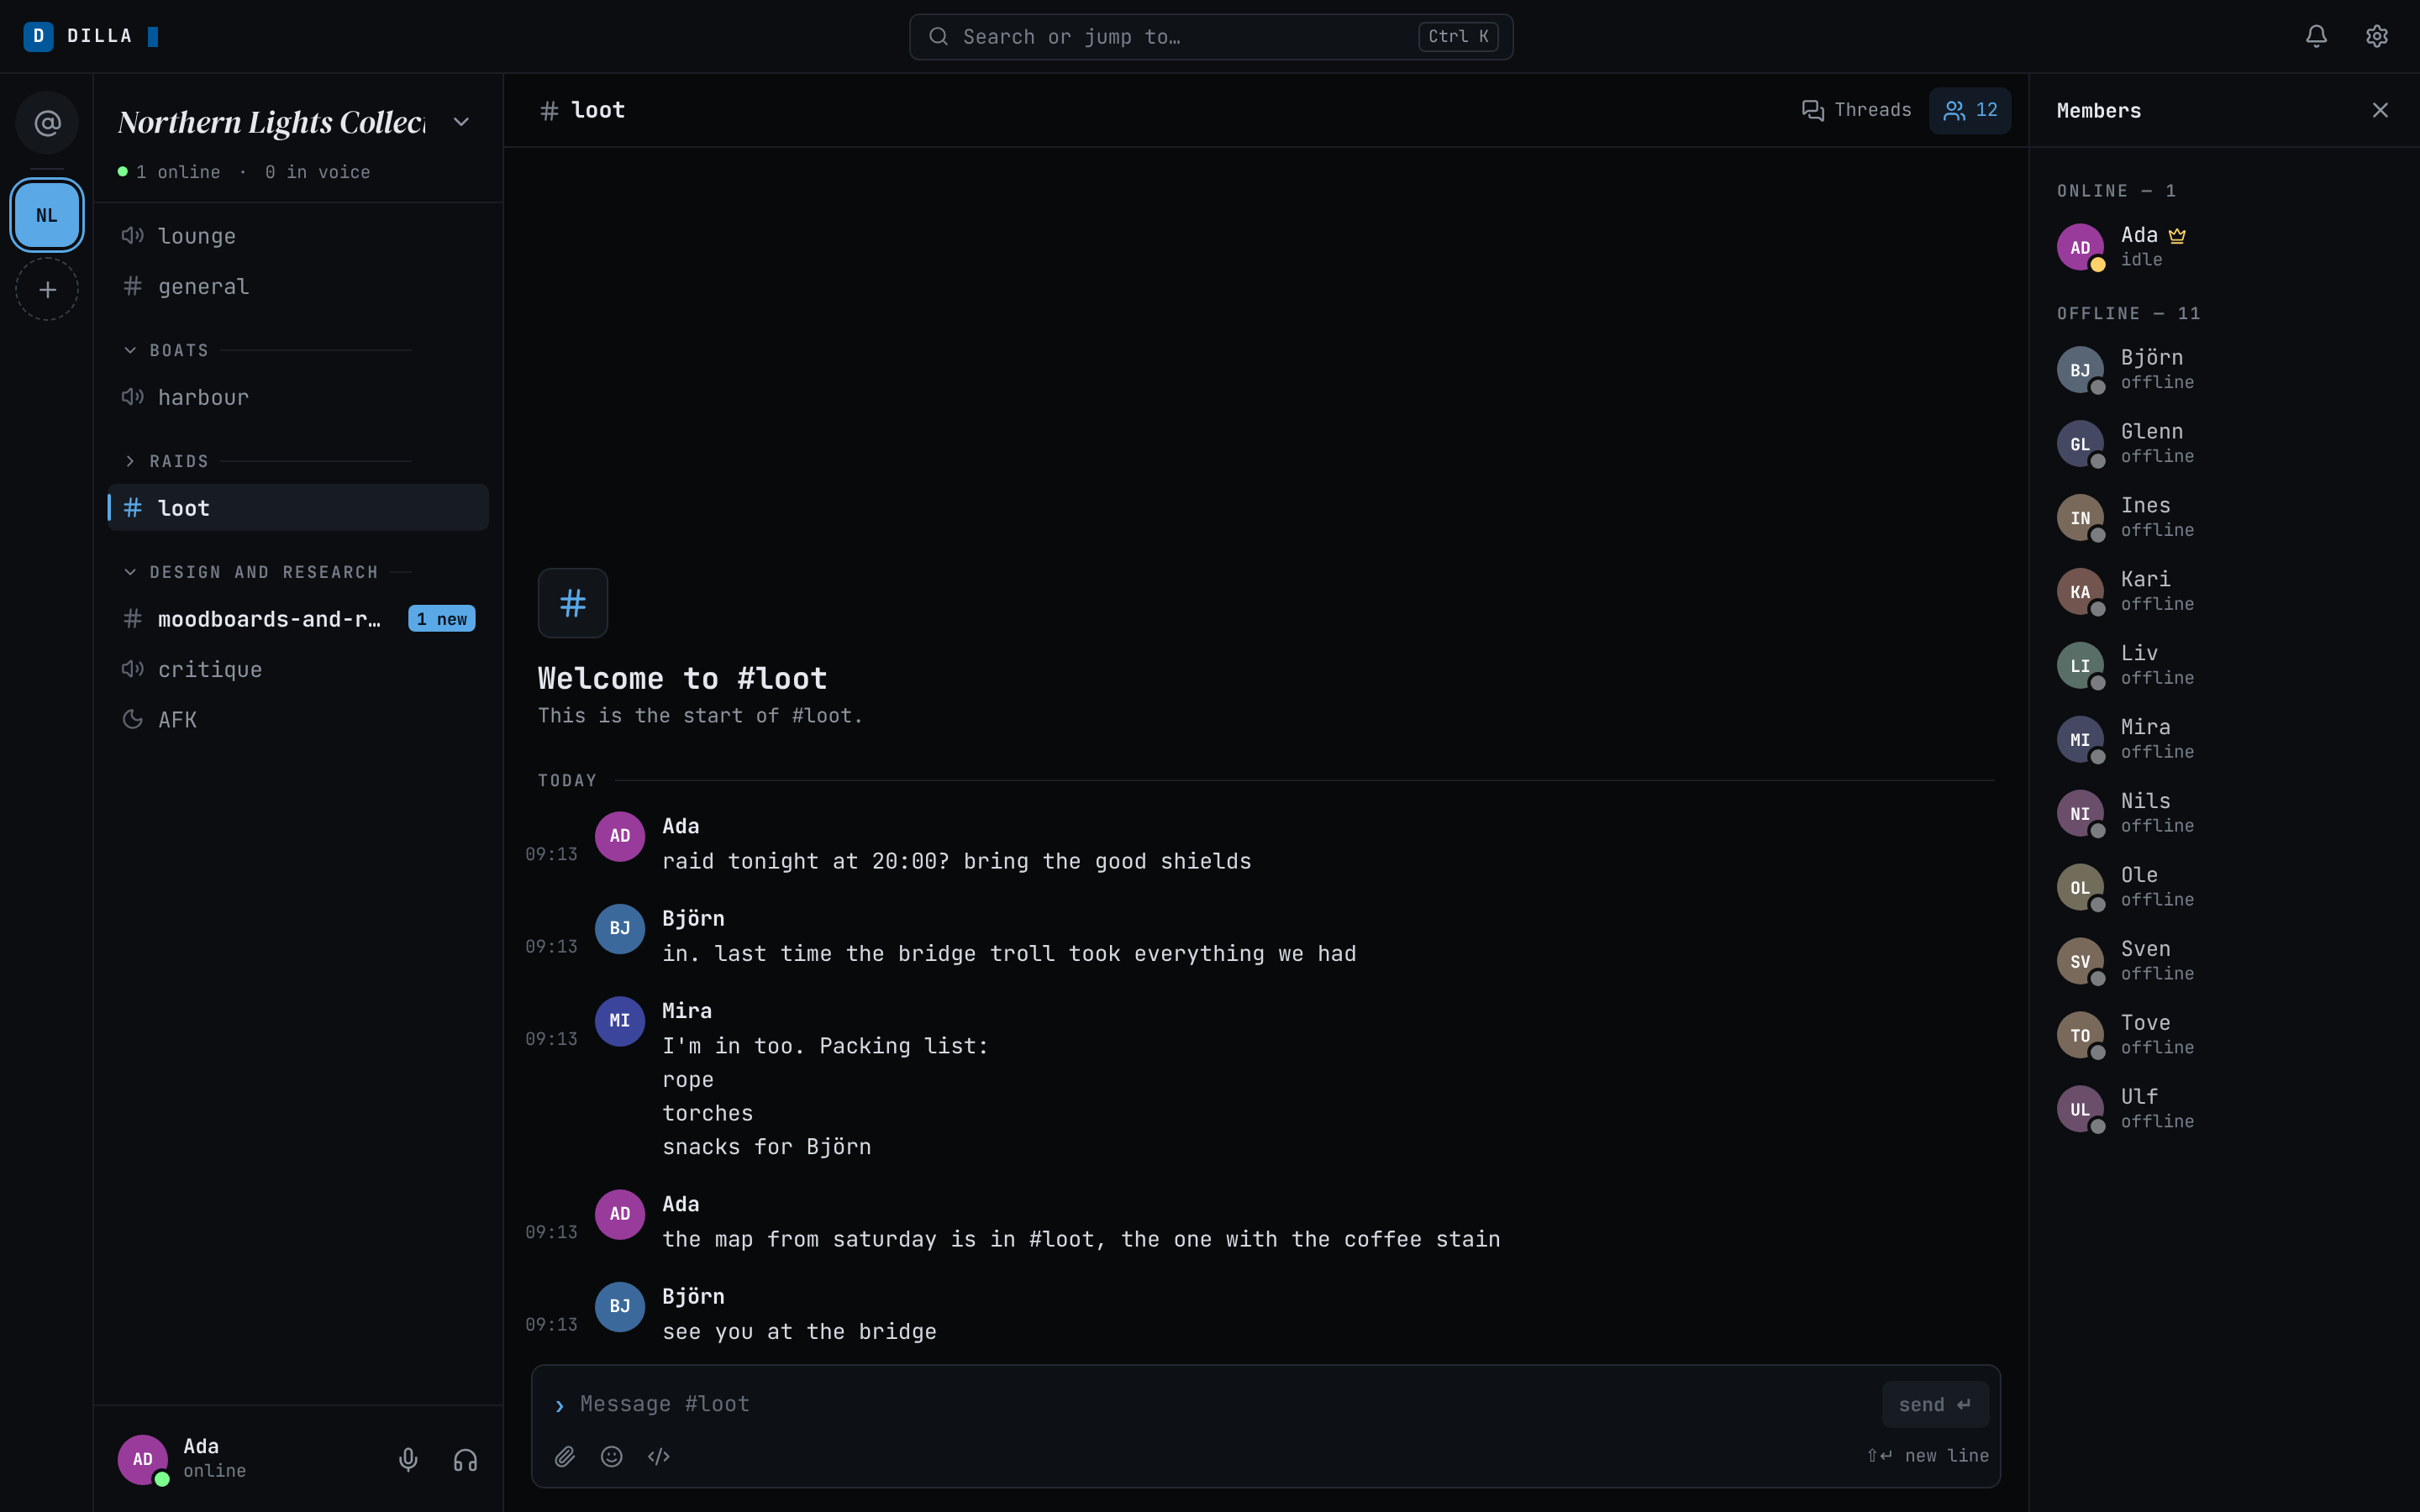 D DILLA
Search or jump to… Ctrl K
NL
Northern Lights Collec
1 online · 0 in voice
lounge
general
BOATS
harbour
RAIDS
loot
DESIGN AND RESEARCH
moodboards-and-r… 1 new
critique
AFK
AD
Ada
online
loot
Threads
12
Welcome to #loot
This is the start of #loot.
TODAY
AD Ada
09:13 raid tonight at 20:00? bring the good shields
BJ Björn
09:13 in. last time the bridge troll took everything we had
MI Mira
09:13 I'm in too. Packing list:
rope
torches
snacks for Björn
AD Ada
09:13 the map from saturday is in #loot, the one with the coffee stain
BJ Björn
09:13 see you at the bridge
› Message #loot
send ↵
⇧↵ new line
Members
ONLINE — 1
AD Ada
idle
OFFLINE — 11
BJ Björn
offline
GL Glenn
offline
IN Ines
offline
KA Kari
offline
LI Liv
offline
MI Mira
offline
NI Nils
offline
OL Ole
offline
SV Sven
offline
TO Tove
offline
UL Ulf
offline